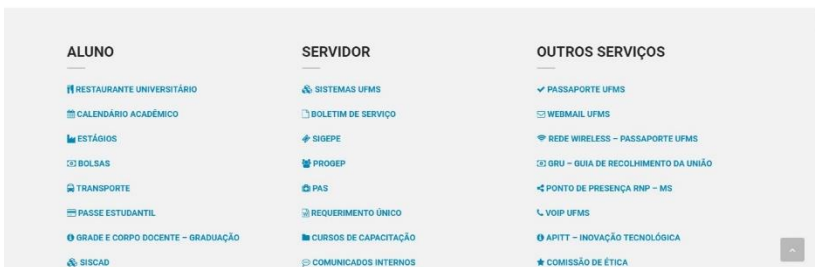 ALUNO
RESTAURANTE UNIVERSITÁRIO
CALENDÁRIO ACADÊMICO
ESTÁGIOS
BOLSAS
TRANSPORTE
PASSE ESTUDANTIL
GRADE E CORPO DOCENTE – GRADUAÇÃO
SISCAD
SERVIDOR
SISTEMAS UFMS
BOLETIM DE SERVIÇO
SIGEPE
PROGEP
PAS
REQUERIMENTO ÚNICO
CURSOS DE CAPACITAÇÃO
COMUNICADOS INTERNOS
OUTROS SERVIÇOS
PASSAPORTE UFMS
WEBMAIL UFMS
REDE WIRELESS – PASSAPORTE UFMS
GRU – GUIA DE RECOLHIMENTO DA UNIÃO
PONTO DE PRESENÇA RNP – MS
VOIP UFMS
APITT – INOVAÇÃO TECNOLÓGICA
COMISSÃO DE ÉTICA